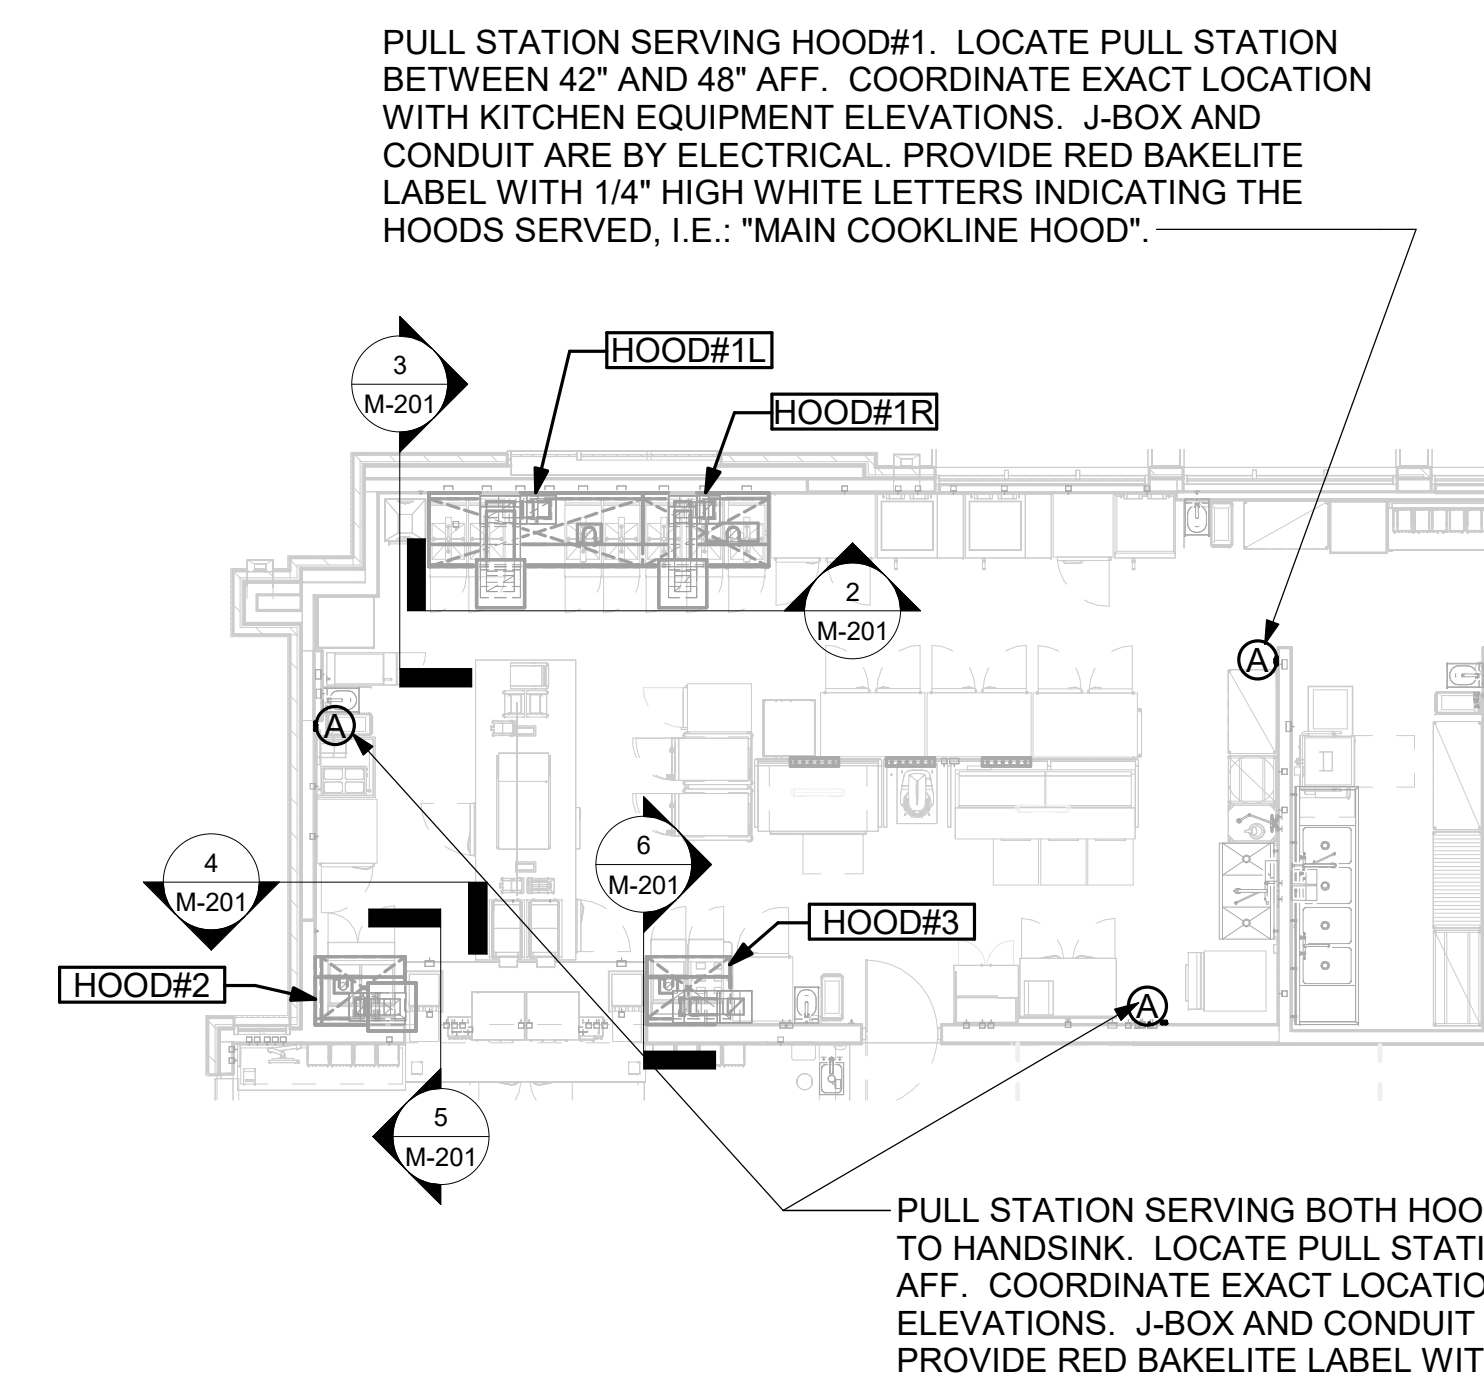 PULL STATION SERVING HOOD#1. LOCATE PULL STATION
BETWEEN 42" AND 48" AFF. COORDINATE EXACT LOCATION
WITH KITCHEN EQUIPMENT ELEVATIONS. J-BOX AND
CONDUIT ARE BY ELECTRICAL. PROVIDE RED BAKELITE
LABEL WITH 1/4" HIGH WHITE LETTERS INDICATING THE
HOODS SERVED, I.E.: "MAIN COOKLINE HOOD".
HOOD#1L
3
M-201
HOOD#1R
2
M-201
A
A
6
M-201
4
M-201
HOOD#3
HOOD#2
A
5
M-201
PULL STATION SERVING BOTH HOO
TO HANDSINK. LOCATE PULL STATI
AFF. COORDINATE EXACT LOCATIO
ELEVATIONS. J-BOX AND CONDUIT
PROVIDE RED BAKELITE LABEL WIT